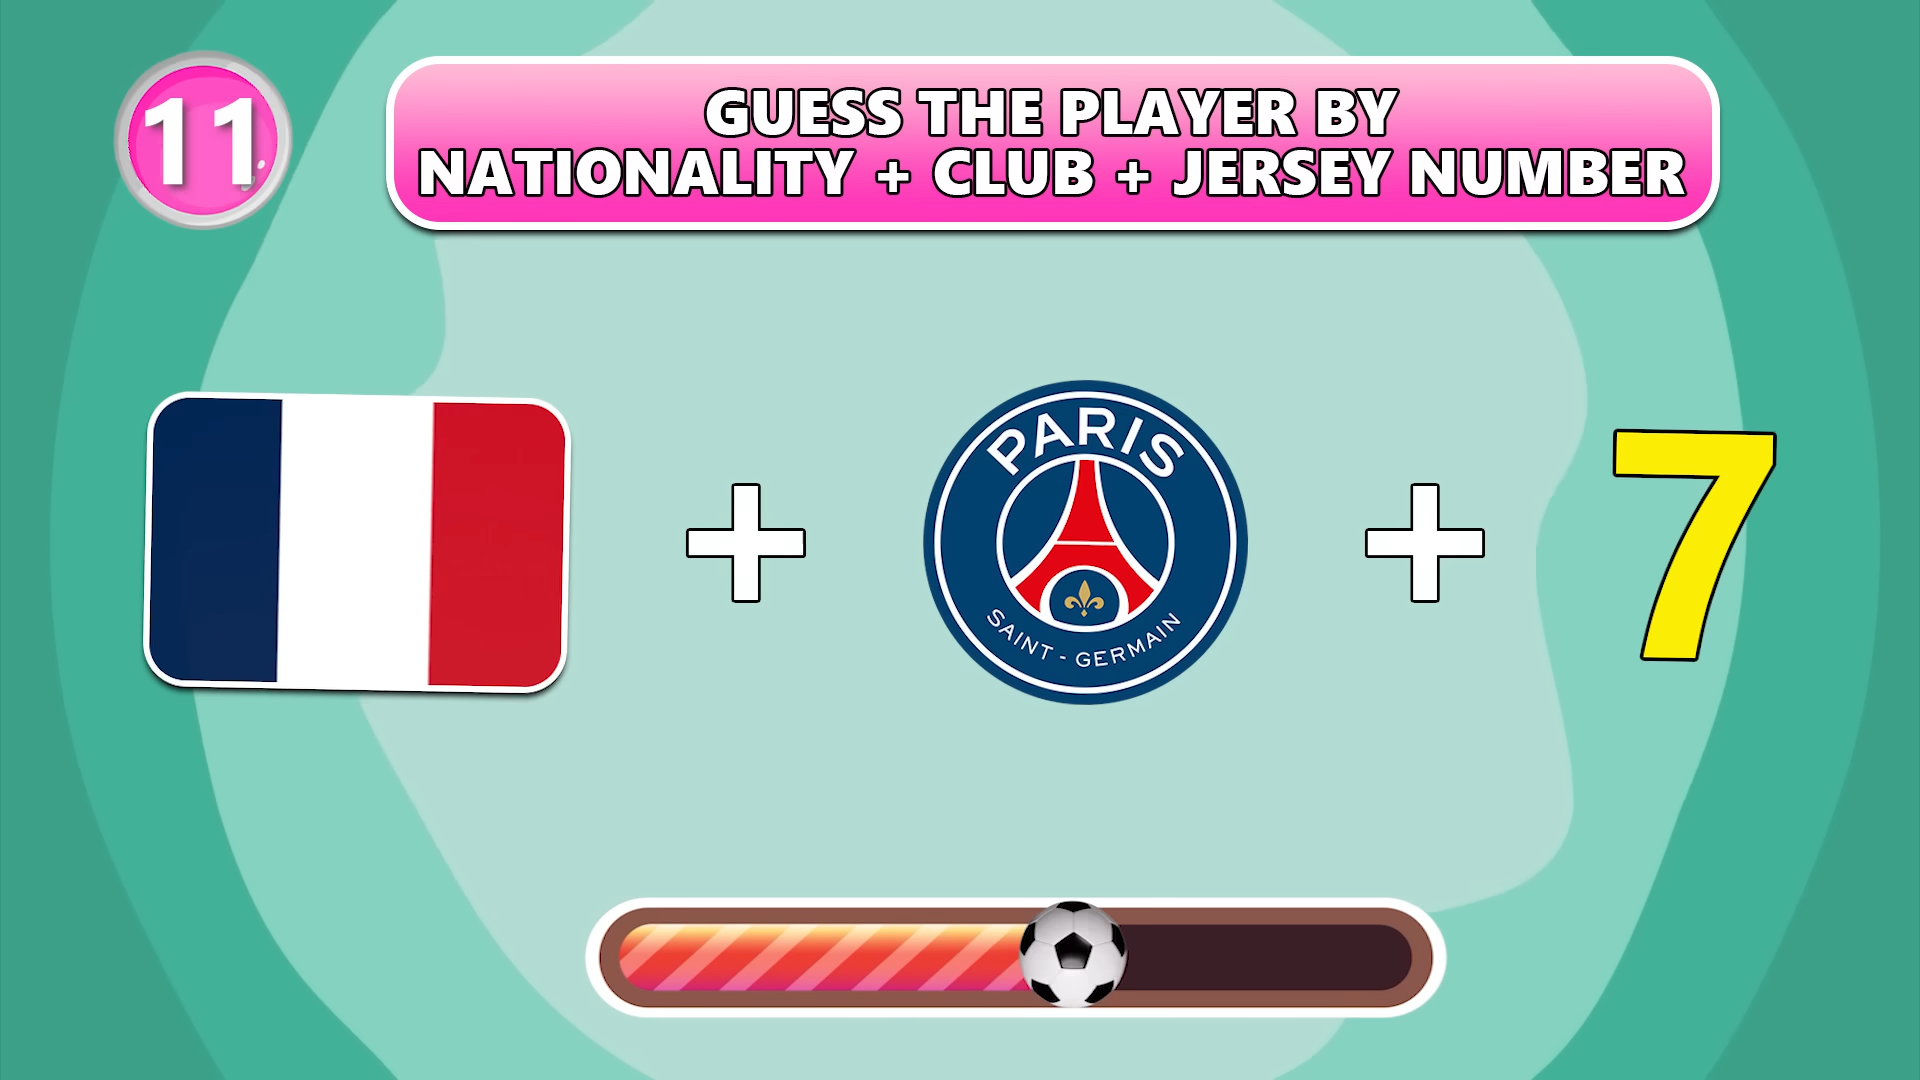 11
GUESS THE PLAYER BY
NATIONALITY + CLUB + JERSEY NUMBER
+
PARIS
SAINT - GERMAIN
+
7